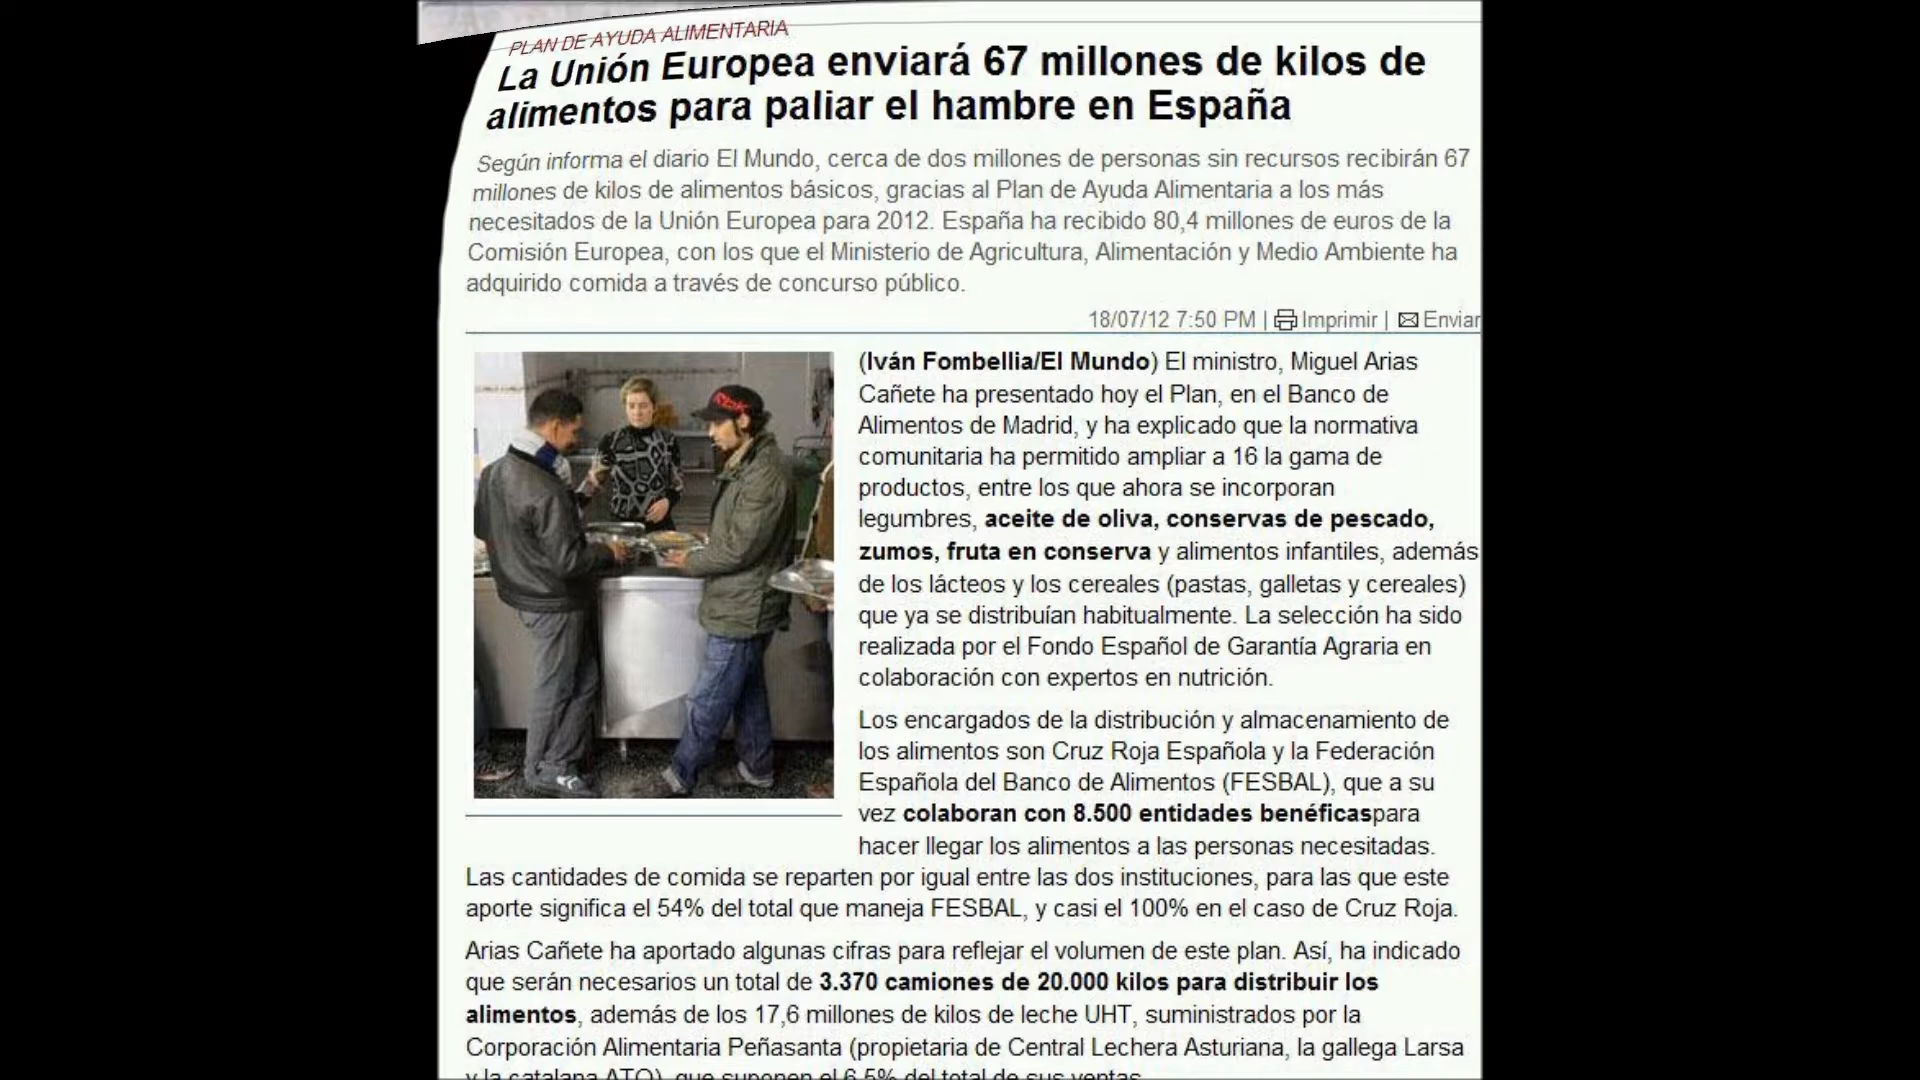 PLAN DE AYUDA ALIMENTARIA
La Unión Europea enviará 67 millones de kilos de
alimentos para paliar el hambre en España
Según informa el diario El Mundo, cerca de dos millones de personas sin recursos recibirán 67
millones de kilos de alimentos básicos, gracias al Plan de Ayuda Alimentaria a los más
necesitados de la Unión Europea para 2012. España ha recibido 80,4 millones de euros de la
Comisión Europea, con los que el Ministerio de Agricultura, Alimentación y Medio Ambiente ha
adquirido comida a través de concurso público.
18/07/12 7:50 PM | Imprimir | Enviar
(Iván Fombellia/El Mundo) El ministro, Miguel Arias
Cañete ha presentado hoy el Plan, en el Banco de
Alimentos de Madrid, y ha explicado que la normativa
comunitaria ha permitido ampliar a 16 la gama de
productos, entre los que ahora se incorporan
legumbres, aceite de oliva, conservas de pescado,
zumos, fruta en conserva y alimentos infantiles, además
de los lácteos y los cereales (pastas, galletas y cereales)
que ya se distribuían habitualmente. La selección ha sido
realizada por el Fondo Español de Garantía Agraria en
colaboración con expertos en nutrición.
Los encargados de la distribución y almacenamiento de
los alimentos son Cruz Roja Española y la Federación
Española del Banco de Alimentos (FESBAL), que a su
vez colaboran con 8.500 entidades benéficaspara
hacer llegar los alimentos a las personas necesitadas.
Las cantidades de comida se reparten por igual entre las dos instituciones, para las que este
aporte significa el 54% del total que maneja FESBAL, y casi el 100% en el caso de Cruz Roja.
Arias Cañete ha aportado algunas cifras para reflejar el volumen de este plan. Así, ha indicado
que serán necesarios un total de 3.370 camiones de 20.000 kilos para distribuir los
alimentos, además de los 17,6 millones de kilos de leche UHT, suministrados por la
Corporación Alimentaria Peñasanta (propietaria de Central Lechera Asturiana, la gallega Larsa
y la catalana ATO), que suponen el 6,5% del total de sus ventas.